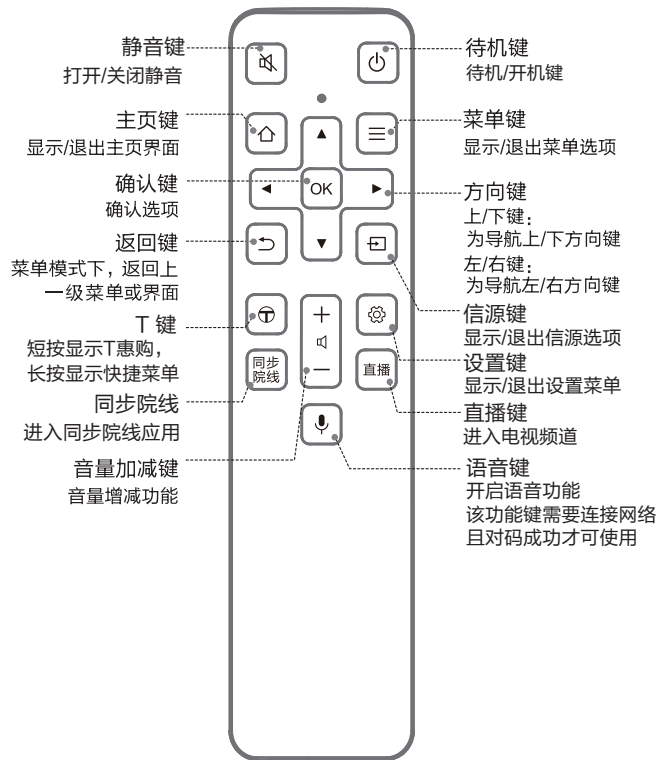 静音键
打开/关闭静音
主页键
显示/退出主页界面
确认键
确认选项
返回键
菜单模式下，返回上
一级菜单或界面
T 键
短按显示T惠购，
长按显示快捷菜单
同步院线
进入同步院线应用
音量加减键
音量增减功能
OK
同步
院线
直播
待机键
待机/开机键
菜单键
显示/退出菜单选项
方向键
上/下键：
为导航上/下方向键
左/右键：
为导航左/右方向键
信源键
显示/退出信源选项
设置键
显示/退出设置菜单
直播键
进入电视频道
语音键
开启语音功能
该功能键需要连接网络
且对码成功才可使用